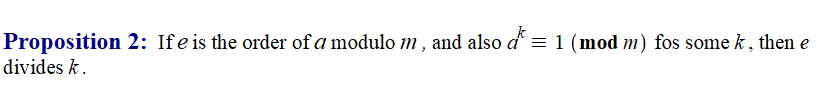 Proposition 2: If e is the order of a modulo m , and also a^k ≡ 1 (mod m) fos some k , then e
divides k .